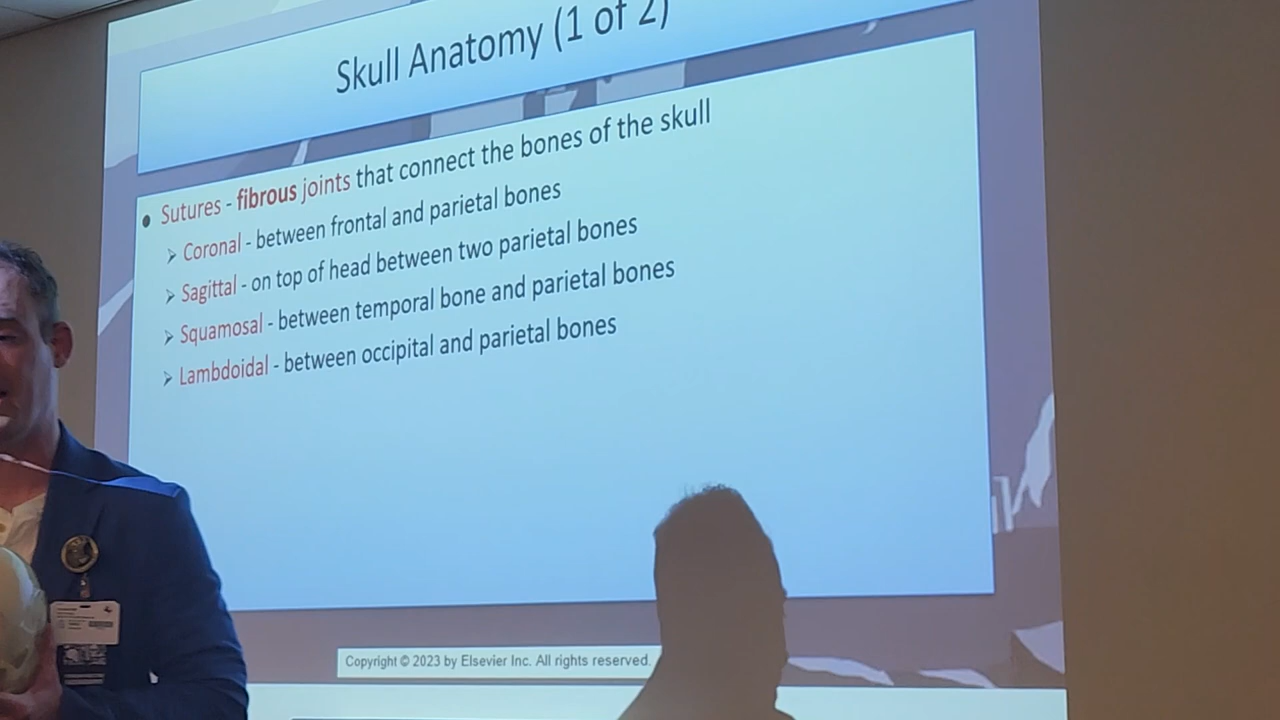 Skull Anatomy (1 of 2)
● Sutures - fibrous joints that connect the bones of the skull
➢ Coronal - between frontal and parietal bones
➢ Sagittal - on top of head between two parietal bones
➢ Squamosal - between temporal bone and parietal bones
➢ Lambdoidal - between occipital and parietal bones
Copyright © 2023 by Elsevier Inc. All rights reserved.